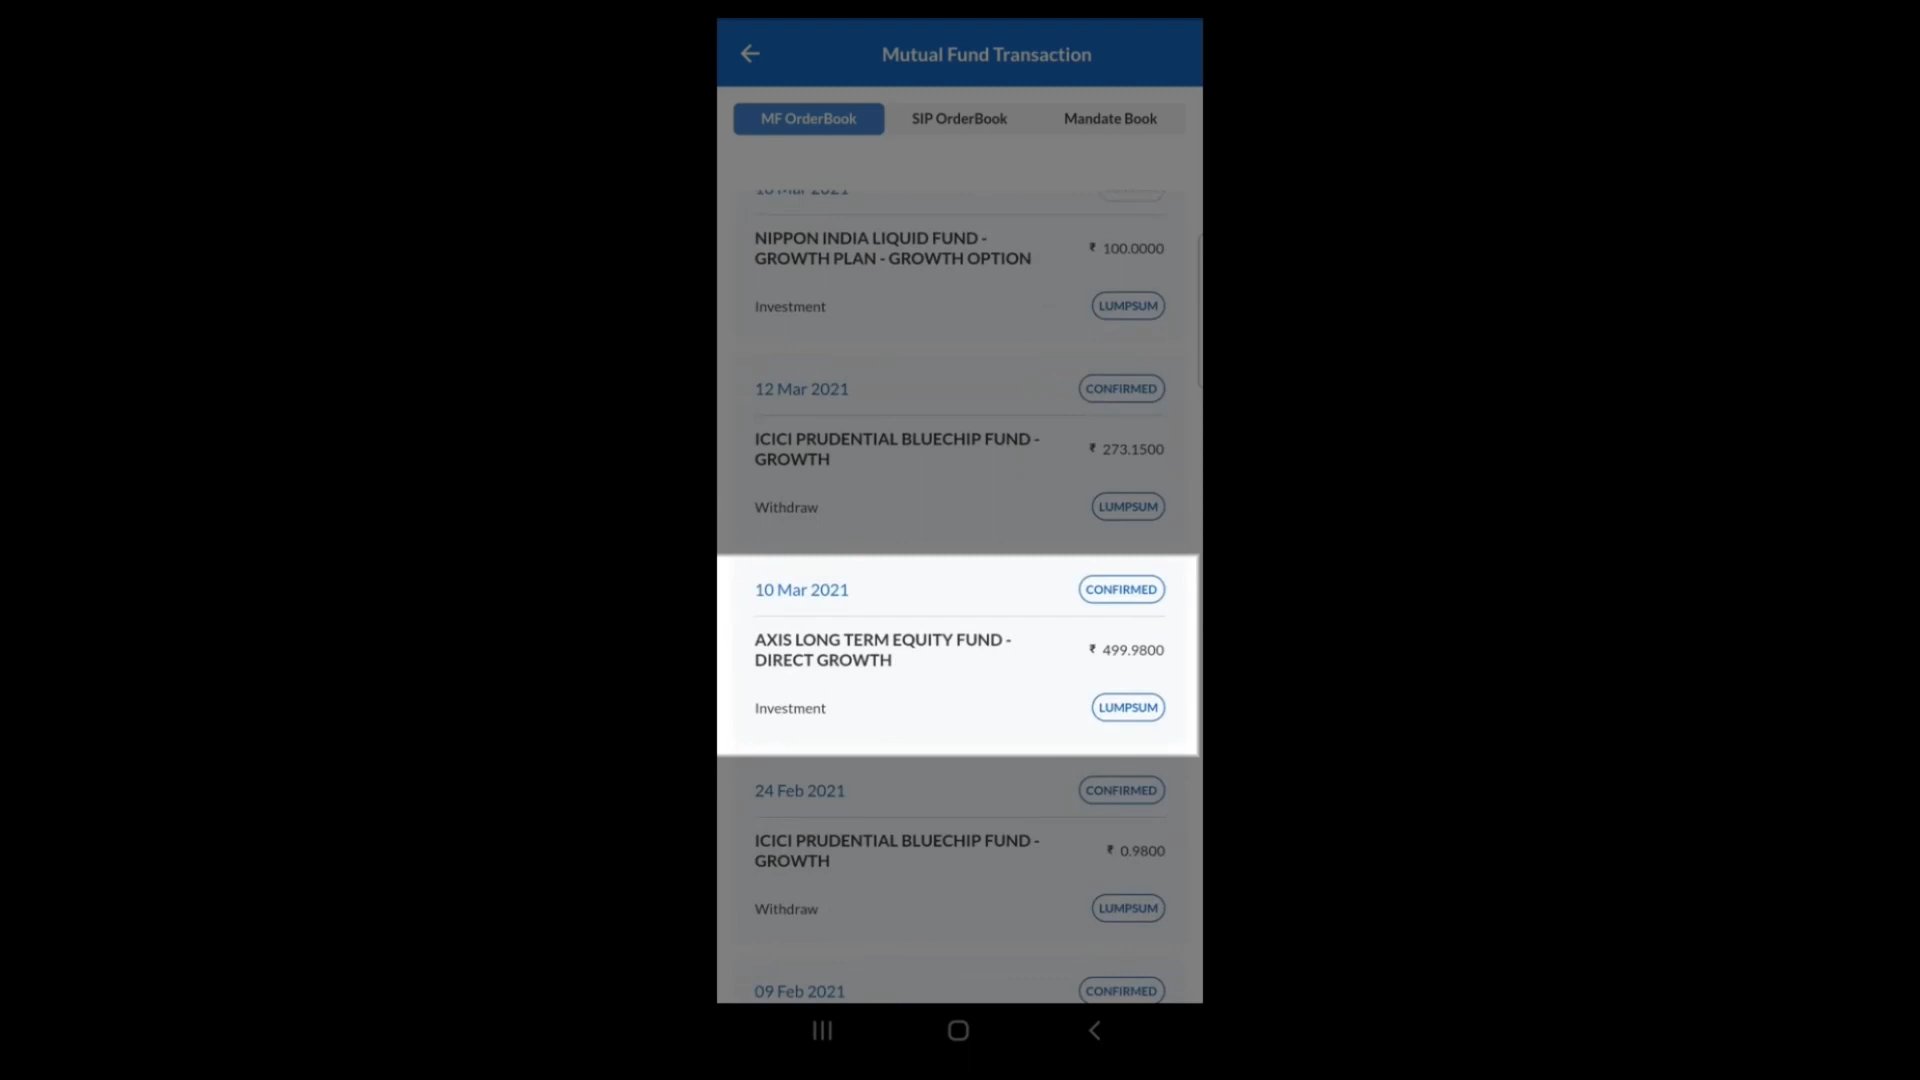 Mutual Fund Transaction
MF OrderBook SIP OrderBook Mandate Book
NIPPON INDIA LIQUID FUND - ₹ 100.0000
GROWTH PLAN - GROWTH OPTION
Investment LUMPSUM
12 Mar 2021 CONFIRMED
ICICI PRUDENTIAL BLUECHIP FUND - ₹ 273.1500
GROWTH
Withdraw LUMPSUM
10 Mar 2021 CONFIRMED
AXIS LONG TERM EQUITY FUND - ₹ 499.9800
DIRECT GROWTH
Investment LUMPSUM
24 Feb 2021 CONFIRMED
ICICI PRUDENTIAL BLUECHIP FUND - ₹ 0.9800
GROWTH
Withdraw LUMPSUM
09 Feb 2021 CONFIRMED